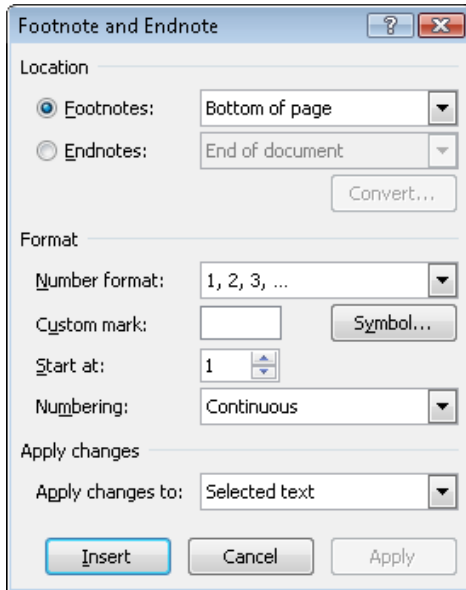 Footnote and Endnote
Location
Footnotes: Bottom of page
Endnotes: End of document
Convert...
Format
Number format: 1, 2, 3, ...
Custom mark: Symbol...
Start at: 1
Numbering: Continuous
Apply changes
Apply changes to: Selected text
Insert Cancel Apply